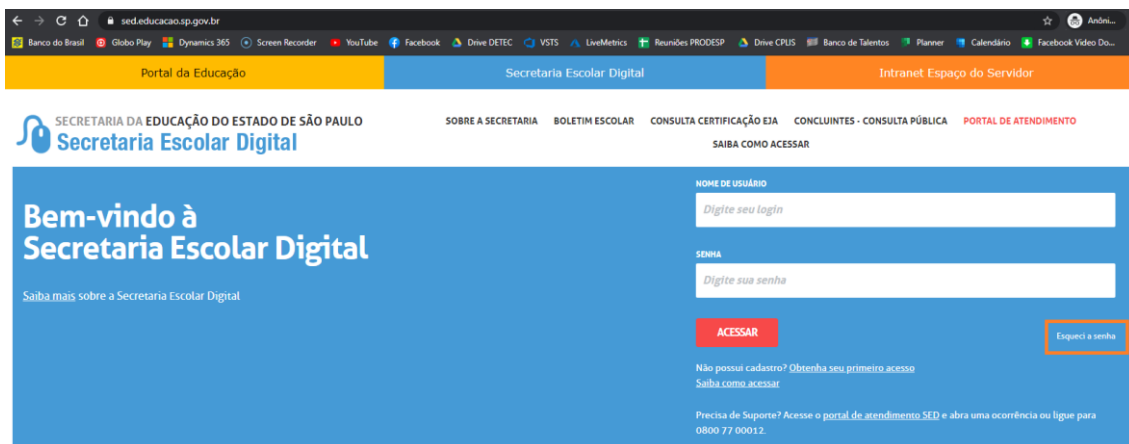 sed.educacao.sp.gov.br
Anôni...
Banco do Brasil Globo Play Dynamics 365 Screen Recorder YouTube Facebook Drive DETEC VSTS LiveMetrics Reuniões PRODESP Drive CPLIS Banco de Talentos Planner Calendário Facebook Video Do...
Portal da Educação Secretaria Escolar Digital Intranet Espaço do Servidor
SECRETARIA DA EDUCAÇÃO DO ESTADO DE SÃO PAULO
Secretaria Escolar Digital
SOBRE A SECRETARIA BOLETIM ESCOLAR CONSULTA CERTIFICAÇÃO EJA CONCLUINTES - CONSULTA PÚBLICA PORTAL DE ATENDIMENTO
SAIBA COMO ACESSAR
Bem-vindo à
Secretaria Escolar Digital
Saiba mais sobre a Secretaria Escolar Digital
NOME DE USUÁRIO
Digite seu login
SENHA
Digite sua senha
ACESSAR
Esqueci a senha
Não possui cadastro? Obtenha seu primeiro acesso
Saiba como acessar
Precisa de Suporte? Acesse o portal de atendimento SED e abra uma ocorrência ou ligue para
0800 77 00012.